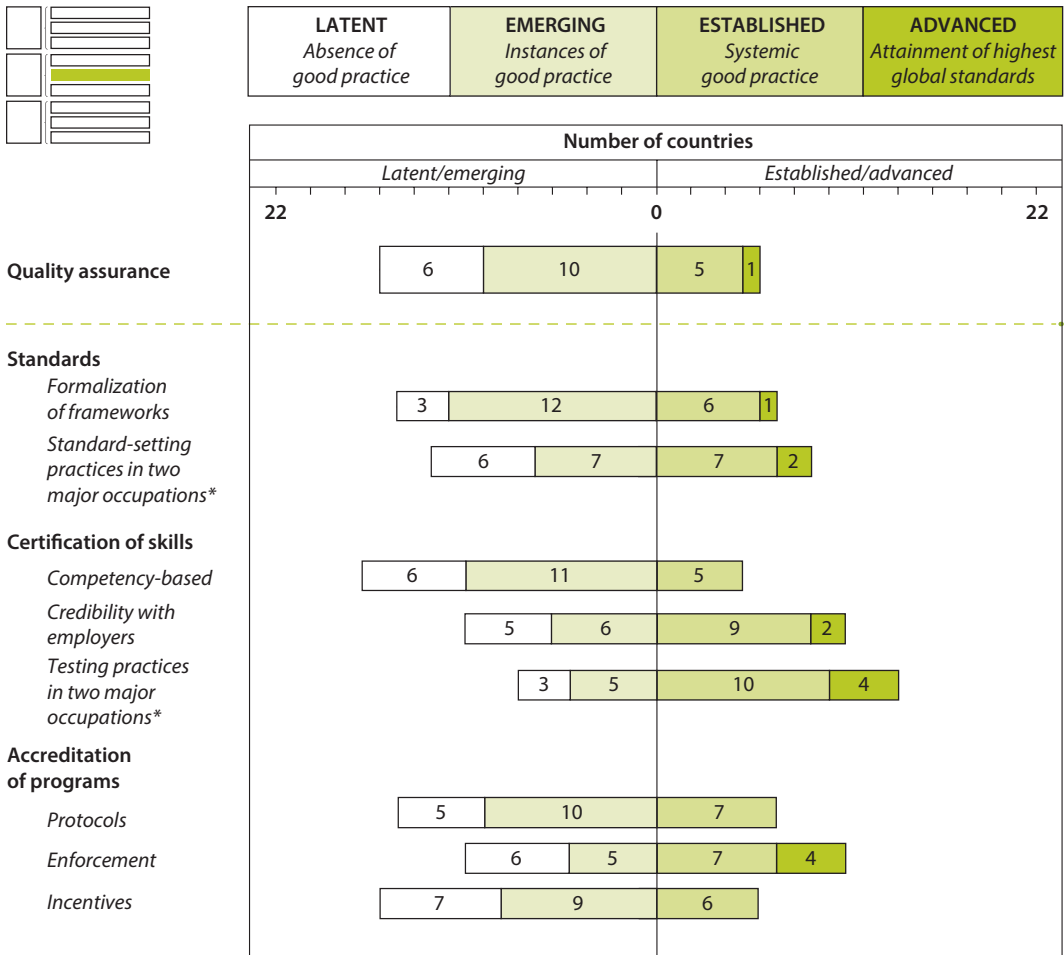 LATENT
Absence of
good practice
EMERGING
Instances of
good practice
ESTABLISHED
Systemic
good practice
ADVANCED
Attainment of highest
global standards
Number of countries
Latent/emerging
Established/advanced
22 0 22
Quality assurance
6 10 5 1
Standards
Formalization
of frameworks
3 12 6 1
Standard-setting
practices in two
major occupations*
6 7 7 2
Certification of skills
Competency-based
6 11 5
Credibility with
employers
5 6 9 2
Testing practices
in two major
occupations*
3 5 10 4
Accreditation
of programs
Protocols
5 10 7
Enforcement
6 5 7 4
Incentives
7 9 6